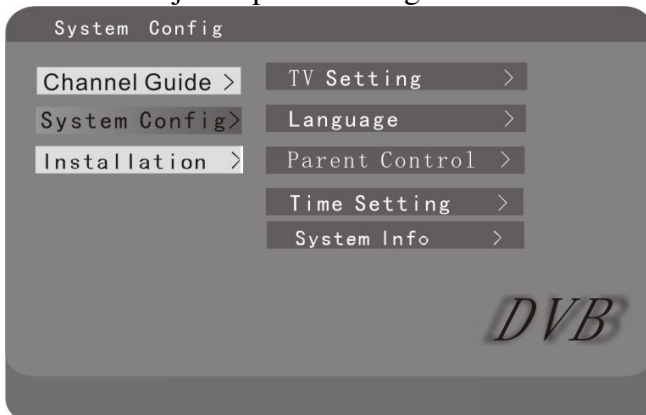 System Config
Channel Guide >
System Config>
Installation >
TV Setting >
Language >
Parent Control >
Time Setting >
System Info >
DVB